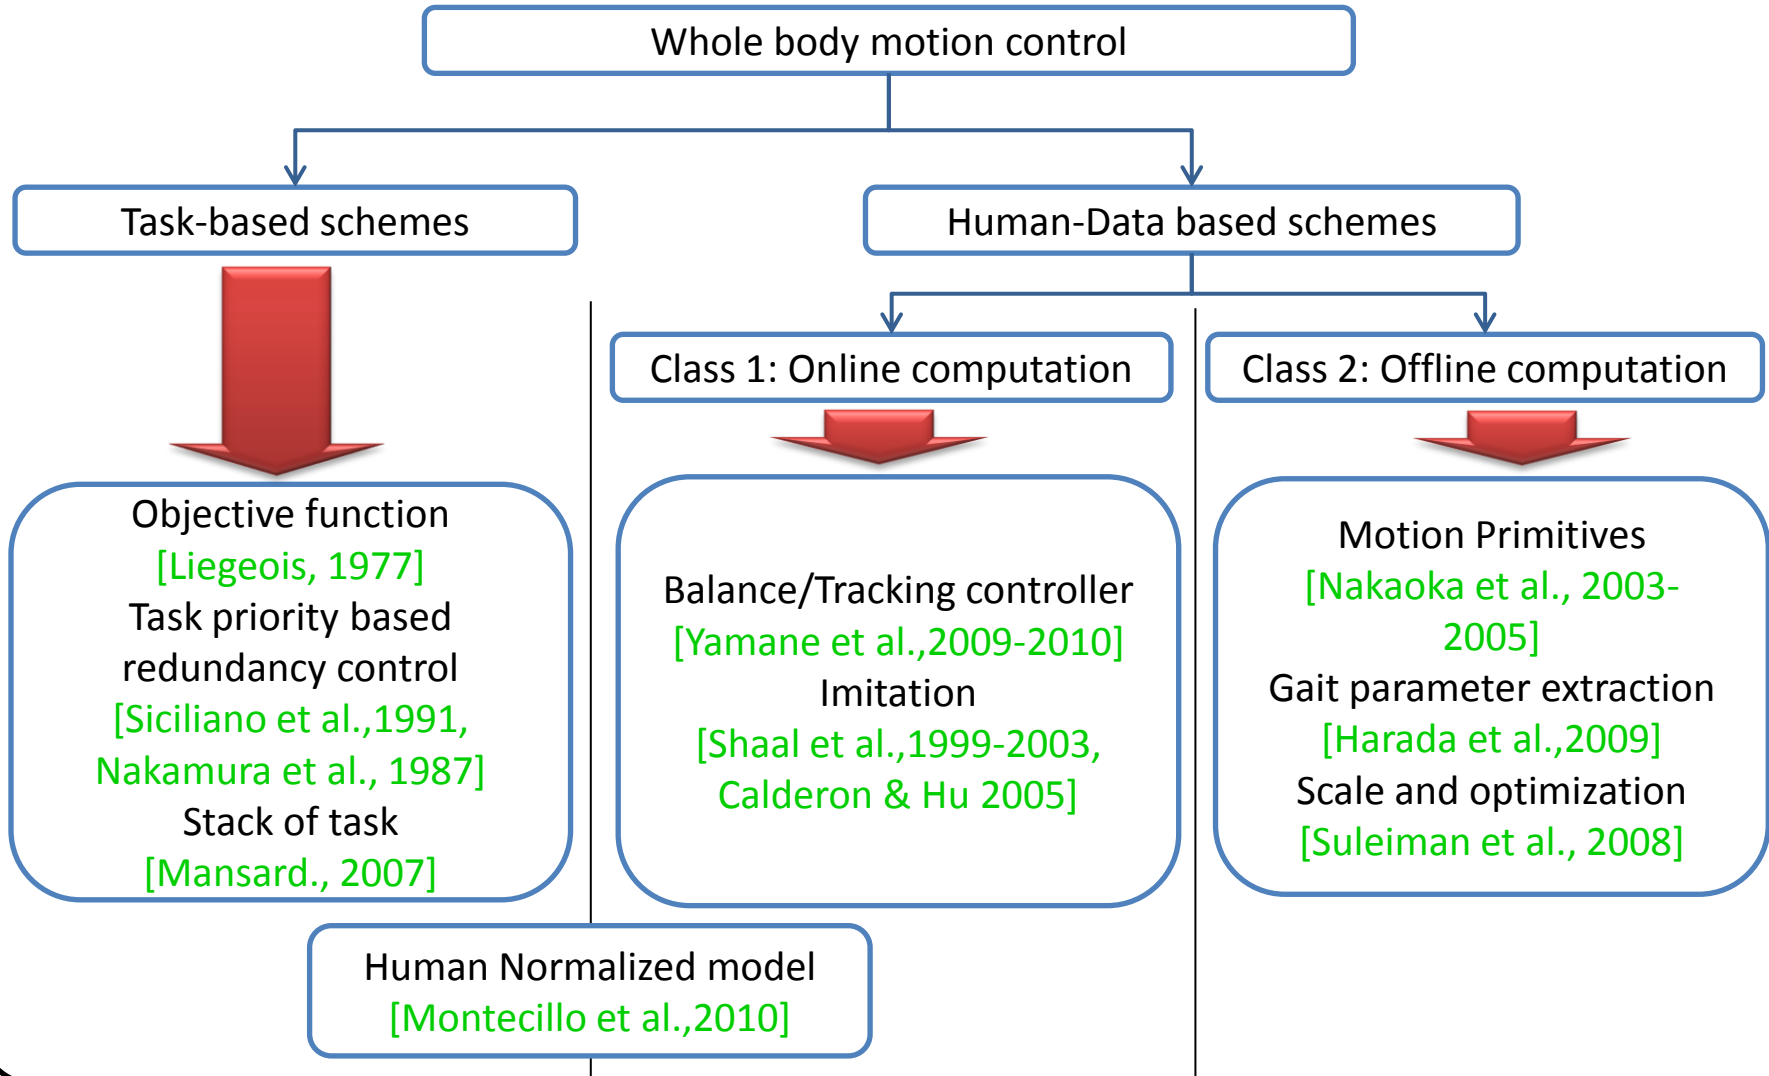 Whole body motion control
Task-based schemes
Human-Data based schemes
Class 1: Online computation
Class 2: Offline computation
Objective function
[Liegeois, 1977]
Task priority based
redundancy control
[Siciliano et al.,1991,
Nakamura et al., 1987]
Stack of task
[Mansard., 2007]
Balance/Tracking controller
[Yamane et al.,2009-2010]
Imitation
[Shaal et al.,1999-2003,
Calderon & Hu 2005]
Motion Primitives
[Nakaoka et al., 2003-
2005]
Gait parameter extraction
[Harada et al.,2009]
Scale and optimization
[Suleiman et al., 2008]
Human Normalized model
[Montecillo et al.,2010]